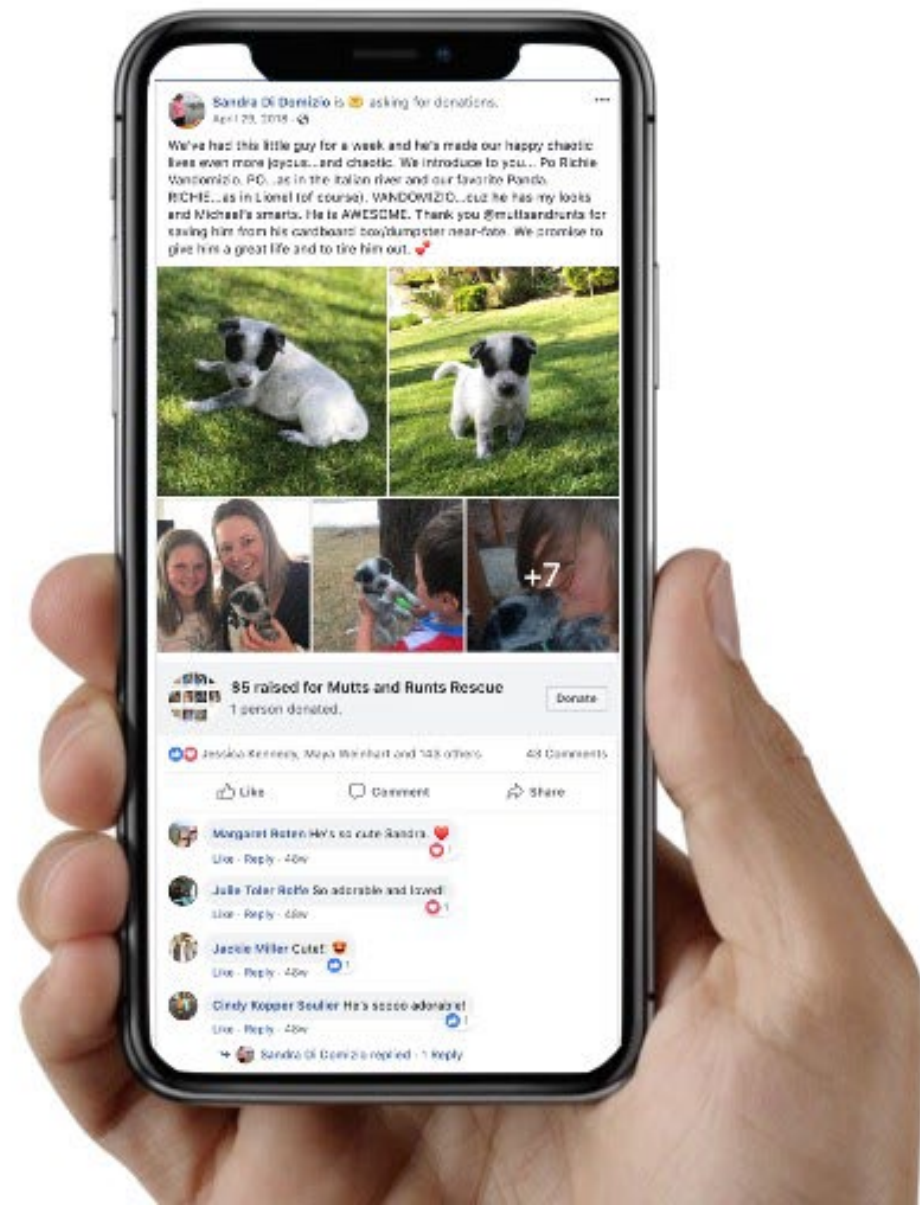 Sandra Di Domizio is asking for donations.
April 29, 2018
We've had this little guy for a week and he's made our happy chaotic
lives even more joyous...and chaotic. We introduce to you... Po Richie
Vandomizio. PO...as in the Italian river and our favorite Panda.
RICHIE...as in Lionel (of course). VANDOMIZIO...cuz he has my looks
and Michael's smarts. He is AWESOME. Thank you @muttsandrunts for
saving him from his cardboard box/dumpster near-fate. We promise to
give him a great life and to tire him out. 💕
+7
$5 raised for Mutts and Runts Rescue
1 person donated.
Donate
Jessica Kennedy, Maya Weinhart and 143 others
43 Comments
Like Comment Share
Margaret Roten He's so cute Sandra. ❤️
1
Like · Reply · 48w
Julie Toler Rolfe So adorable and loved!
1
Like · Reply · 48w
Jackie Miller Cute!! 😍
1
Like · Reply · 48w
Cindy Kopper Soulier He's soooo adorable!
1
Like · Reply · 48w
Sandra Di Domizio replied · 1 Reply